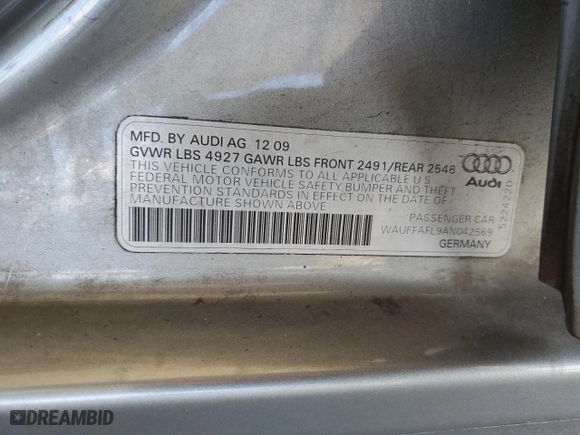 MFD. BY AUDI AG 12 09
GVWR LBS 4927 GAWR LBS FRONT 2491/REAR 2546
THIS VEHICLE CONFORMS TO ALL APPLICABLE U S
FEDERAL MOTOR VEHICLE SAFETY BUMPER AND THEFT
PREVENTION STANDARDS IN EFFECT ON THE DATE OF
MANUFACTURE SHOWN ABOVE
Audi
5224320
PASSENGER CAR
WAUFFAFL9AN042569
GERMANY
DREAMBID